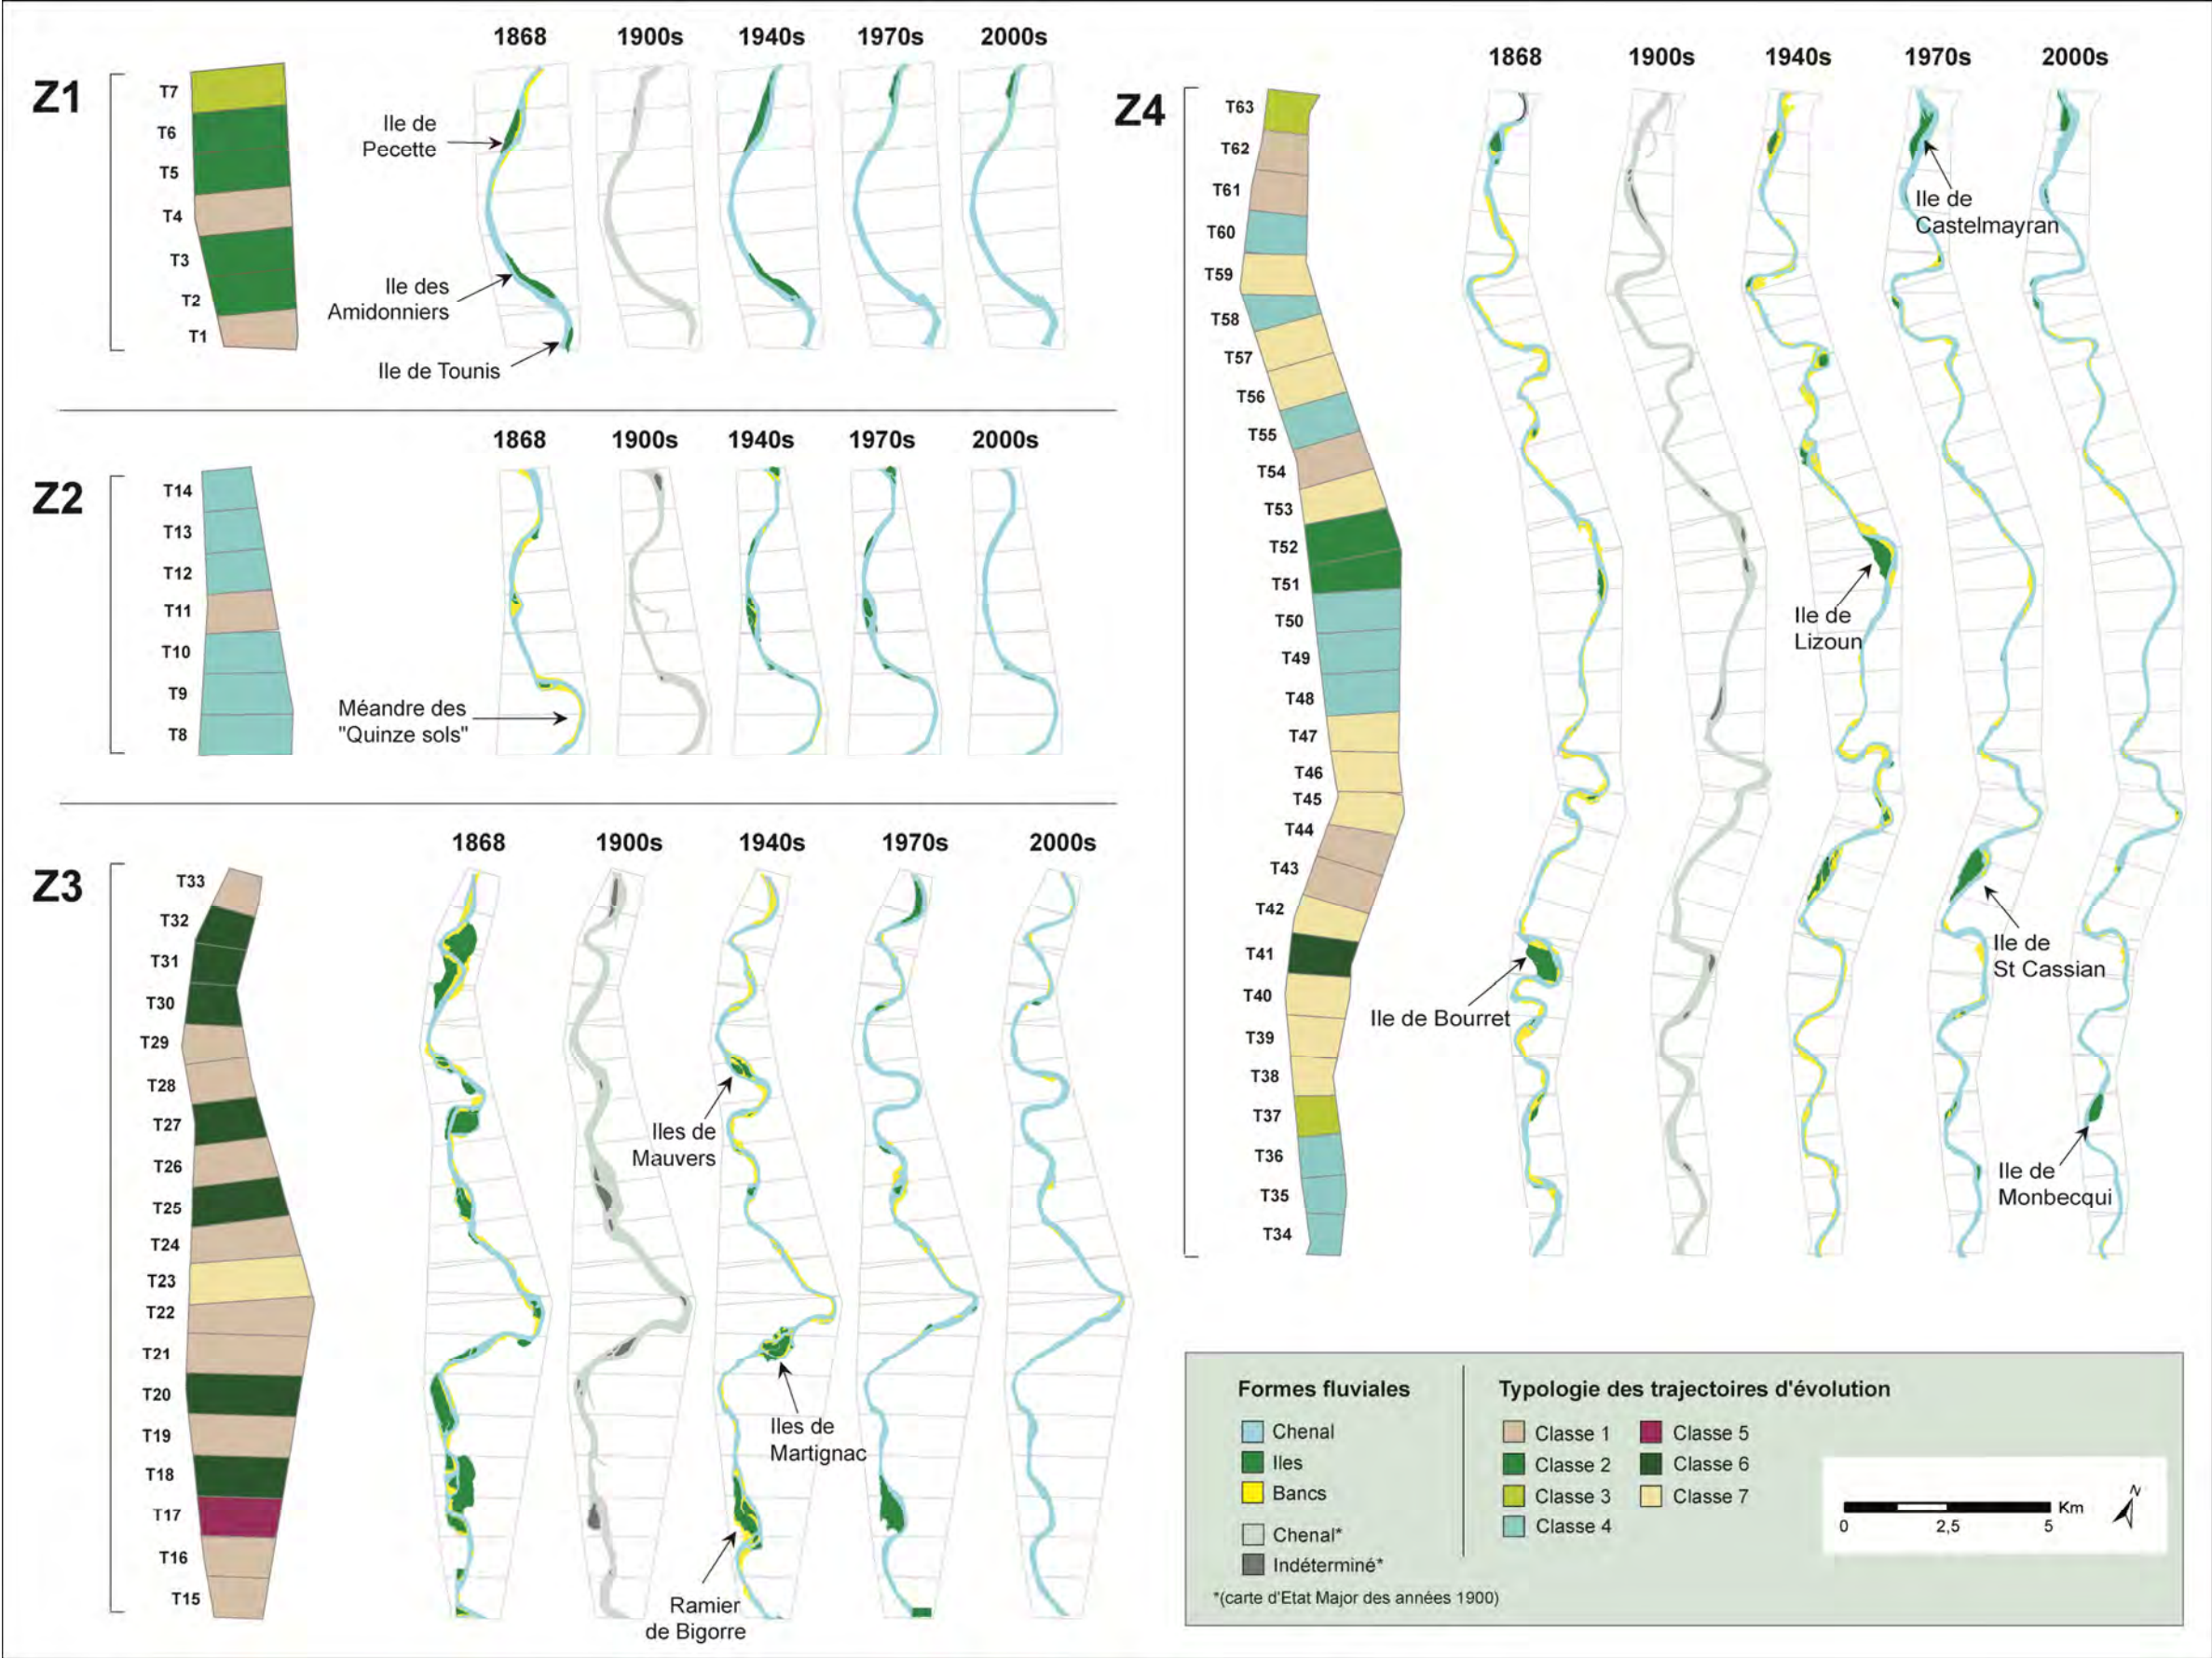 Z1
1868
1900s
1940s
1970s
2000s
T7
T6
T5
T4
T3
T2
T1
Ile de
Pecette
Ile des
Amidonniers
Ile de Tounis
Z2
1868
1900s
1940s
1970s
2000s
T14
T13
T12
T11
T10
T9
T8
Méandre des
"Quinze sols"
Z3
1868
1900s
1940s
1970s
2000s
T33
T32
T31
T30
T29
T28
T27
T26
T25
T24
T23
T22
T21
T20
T19
T18
T17
T16
T15
Iles de
Mauvers
Iles de
Martignac
Ramier
de Bigorre
Z4
1868
1900s
1940s
1970s
2000s
T63
T62
T61
T60
T59
T58
T57
T56
T55
T54
T53
T52
T51
T50
T49
T48
T47
T46
T45
T44
T43
T42
T41
T40
T39
T38
T37
T36
T35
T34
Ile de
Castelmayran
Ile de
Lizoun
Ile de
St Cassian
Ile de Bourret
Ile de
Monbecqui
Formes fluviales
Chenal
Iles
Bancs
Chenal*
Indéterminé*
*(carte d'Etat Major des années 1900)
Typologie des trajectoires d'évolution
Classe 1
Classe 2
Classe 3
Classe 4
Classe 5
Classe 6
Classe 7
Km
0 2,5 5
N